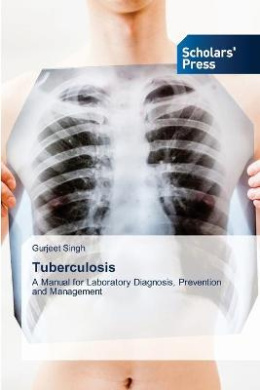 Scholars'
Press
Gurjeet Singh
Tuberculosis
A Manual for Laboratory Diagnosis, Prevention
and Management